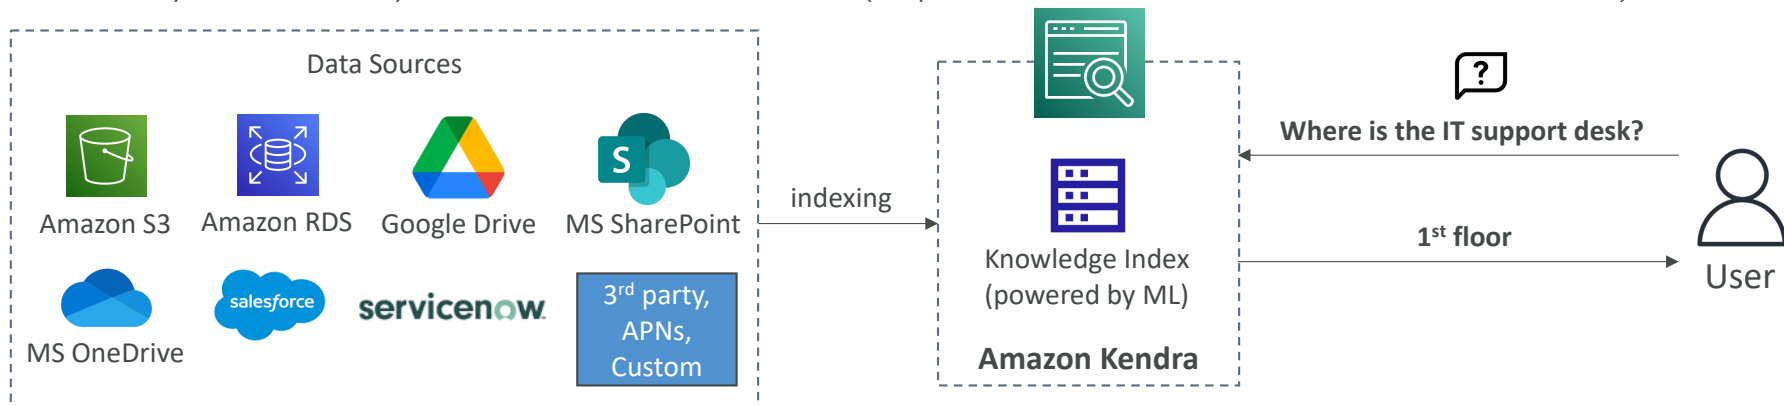 Data Sources
Amazon S3
Amazon RDS
Google Drive
S
MS SharePoint
MS OneDrive
salesforce
servicenow
3rd party,
APNs,
Custom
indexing
Knowledge Index
(powered by ML)
Amazon Kendra
?
Where is the IT support desk?
1st floor
User